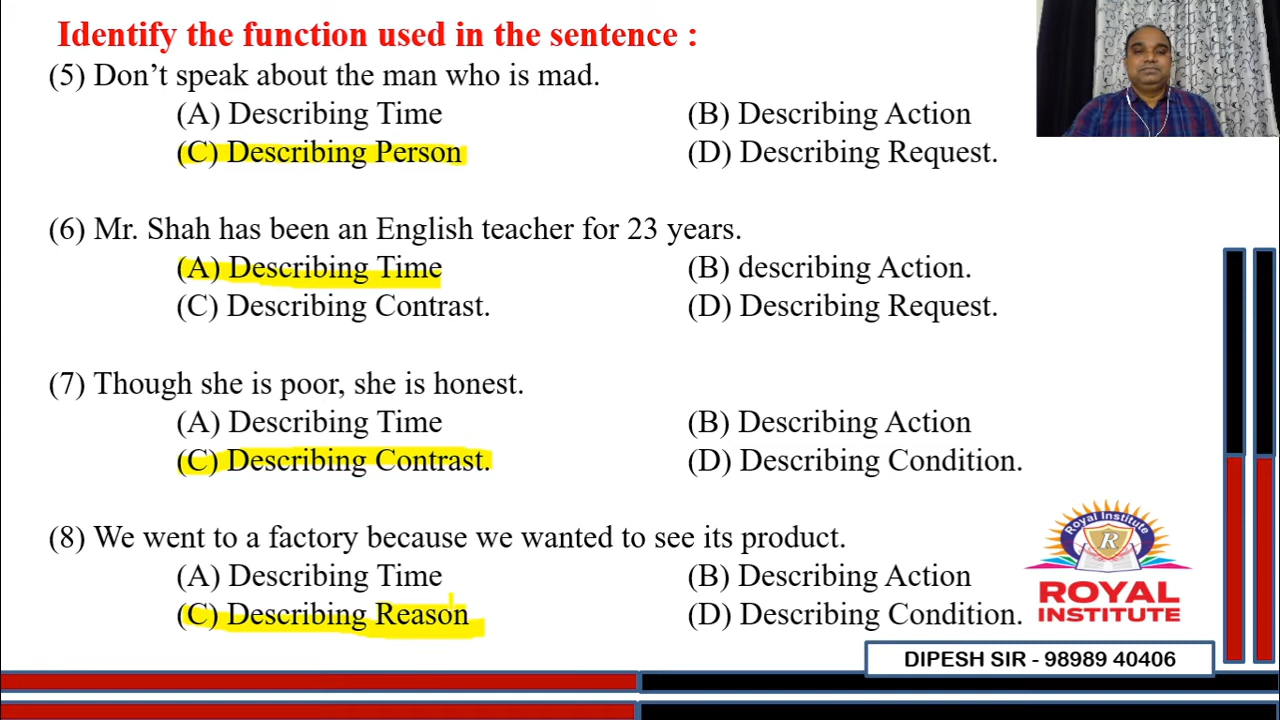 Identify the function used in the sentence :
(5) Don’t speak about the man who is mad.
(A) Describing Time (B) Describing Action
(C) Describing Person (D) Describing Request.
(6) Mr. Shah has been an English teacher for 23 years.
(A) Describing Time (B) describing Action.
(C) Describing Contrast. (D) Describing Request.
(7) Though she is poor, she is honest.
(A) Describing Time (B) Describing Action
(C) Describing Contrast. (D) Describing Condition.
(8) We went to a factory because we wanted to see its product.
(A) Describing Time (B) Describing Action
(C) Describing Reason (D) Describing Condition.
Royal Institute
R
ROYAL
INSTITUTE
DIPESH SIR - 98989 40406